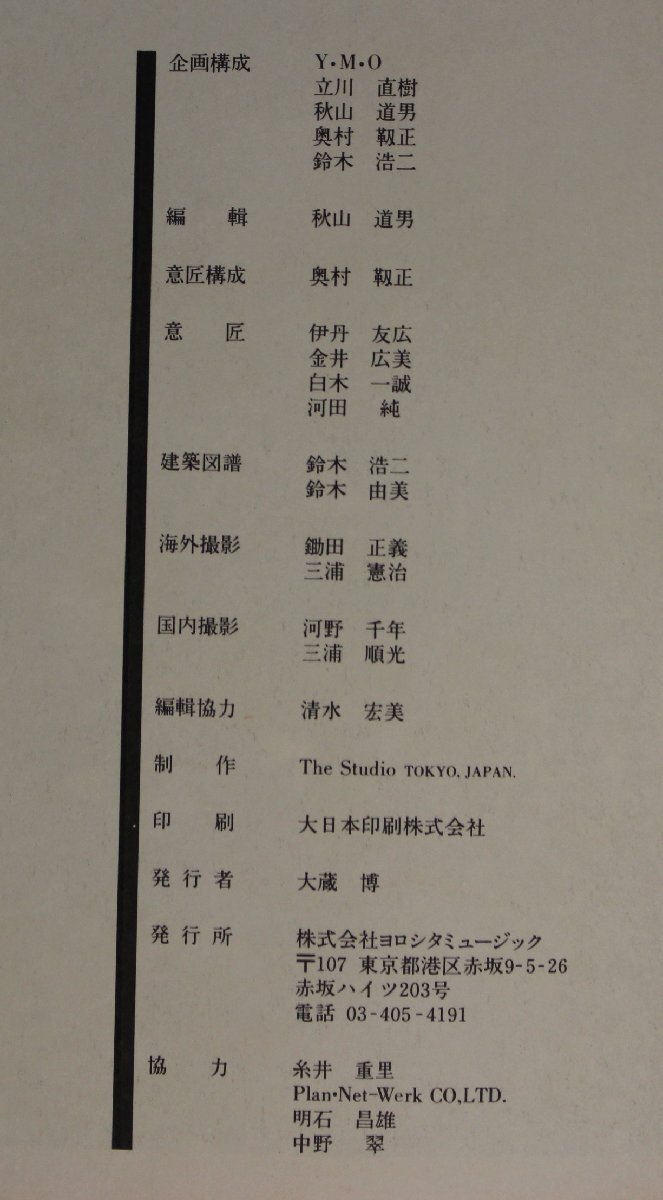 企画構成 Y・M・O
立川 直樹
秋山 道男
奥村 靫正
鈴木 浩二
編 輯 秋山 道男
意匠構成 奥村 靫正
意 匠 伊丹 友広
金井 広美
白木 一誠
河田 純
建築図譜 鈴木 浩二
鈴木 由美
海外撮影 鋤田 正義
三浦 憲治
国内撮影 河野 千年
三浦 順光
編輯協力 清水 宏美
制 作 The Studio TOKYO, JAPAN.
印 刷 大日本印刷株式会社
発行者 大蔵 博
発行所 株式会社ヨロシタミュージック
〒107 東京都港区赤坂9-5-26
赤坂ハイツ203号
電話 03-405-4191
協 力 糸井 重里
Plan・Net-Werk CO,LTD.
明石 昌雄
中野 翠